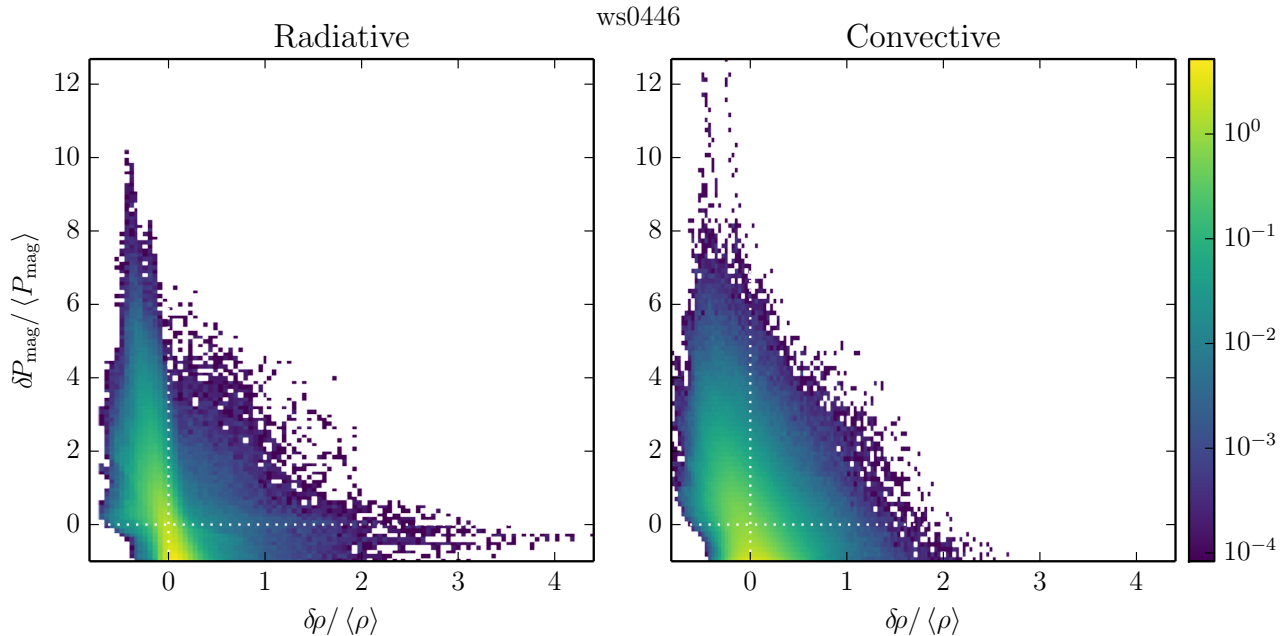 ws0446
Radiative
Convective
δP_mag/ ⟨P_mag⟩
12
10
8
6
4
2
0
0 1 2 3 4
δρ/ ⟨ρ⟩
12
10
8
6
4
2
0
0 1 2 3 4
δρ/ ⟨ρ⟩
10⁰
10⁻¹
10⁻²
10⁻³
10⁻⁴